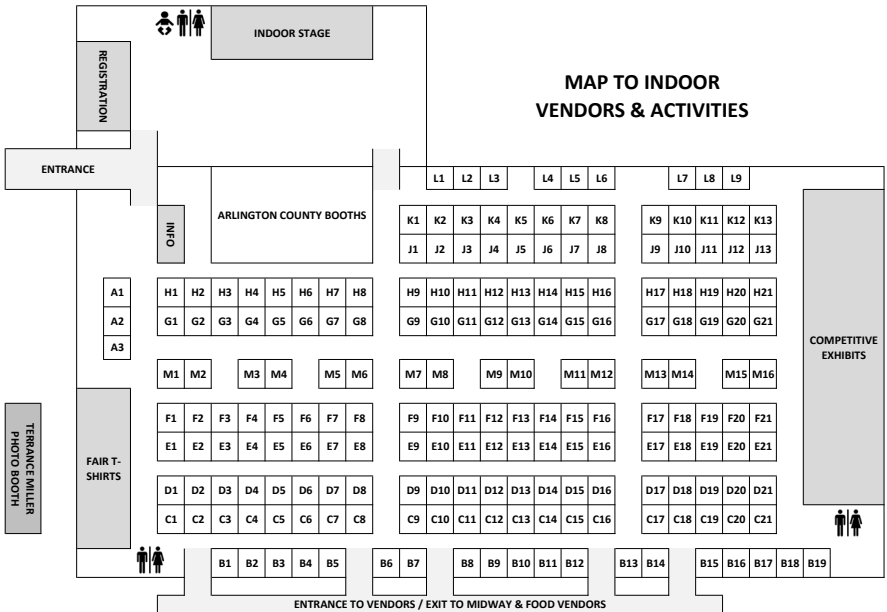 INDOOR STAGE
REGISTRATION
MAP TO INDOOR
VENDORS & ACTIVITIES
ENTRANCE
L1 L2 L3 L4 L5 L6 L7 L8 L9
ARLINGTON COUNTY BOOTHS
INFO
K1 K2 K3 K4 K5 K6 K7 K8 K9 K10 K11 K12 K13
J1 J2 J3 J4 J5 J6 J7 J8 J9 J10 J11 J12 J13
A1 H1 H2 H3 H4 H5 H6 H7 H8 H9 H10 H11 H12 H13 H14 H15 H16 H17 H18 H19 H20 H21
A2 G1 G2 G3 G4 G5 G6 G7 G8 G9 G10 G11 G12 G13 G14 G15 G16 G17 G18 G19 G20 G21
A3
COMPETITIVE
EXHIBITS
M1 M2 M3 M4 M5 M6 M7 M8 M9 M10 M11 M12 M13 M14 M15 M16
F1 F2 F3 F4 F5 F6 F7 F8 F9 F10 F11 F12 F13 F14 F15 F16 F17 F18 F19 F20 F21
E1 E2 E3 E4 E5 E6 E7 E8 E9 E10 E11 E12 E13 E14 E15 E16 E17 E18 E19 E20 E21
TERRANCE MILLER
PHOTO BOOTH
FAIR T-
SHIRTS
D1 D2 D3 D4 D5 D6 D7 D8 D9 D10 D11 D12 D13 D14 D15 D16 D17 D18 D19 D20 D21
C1 C2 C3 C4 C5 C6 C7 C8 C9 C10 C11 C12 C13 C14 C15 C16 C17 C18 C19 C20 C21
B1 B2 B3 B4 B5 B6 B7 B8 B9 B10 B11 B12 B13 B14 B15 B16 B17 B18 B19
ENTRANCE TO VENDORS / EXIT TO MIDWAY & FOOD VENDORS